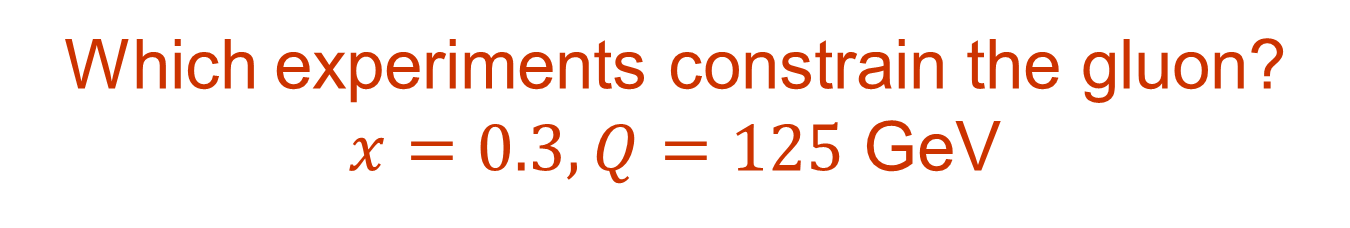 Which experiments constrain the gluon?
𝑥 = 0.3, 𝑄 = 125 GeV